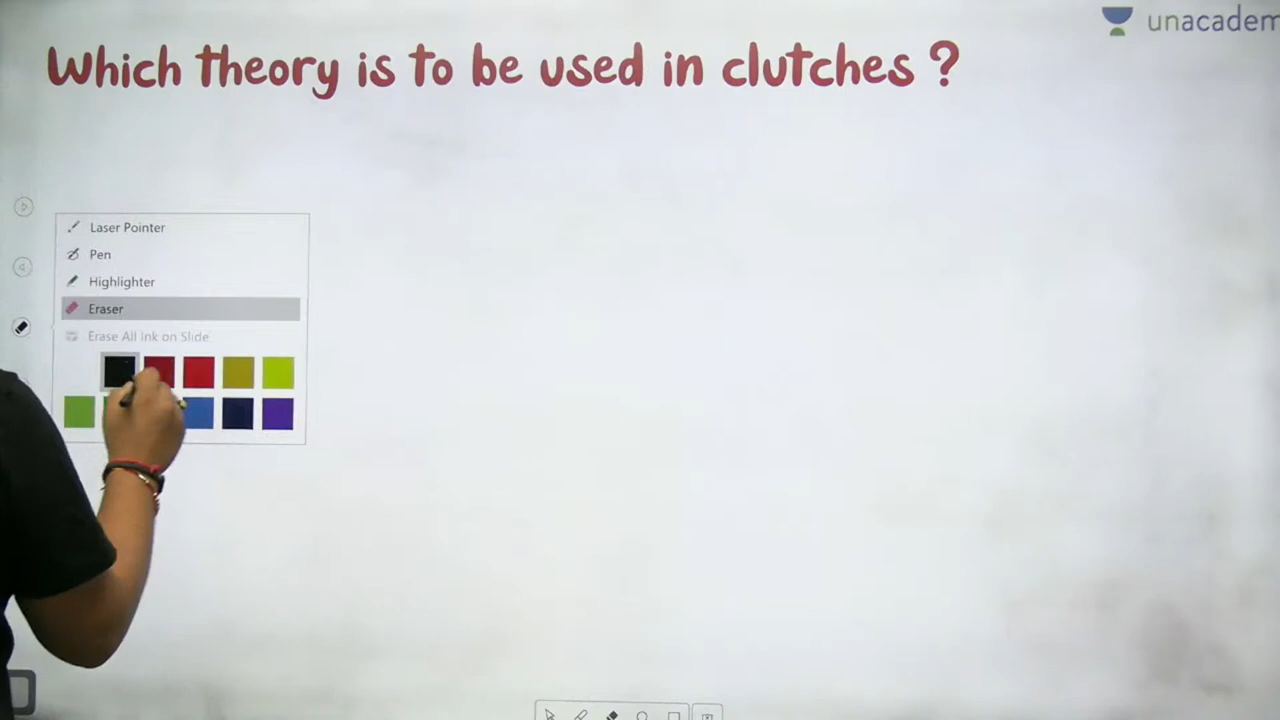 unacadem
Which theory is to be used in clutches ?
Laser Pointer
Pen
Highlighter
Eraser
Erase All Ink on Slide